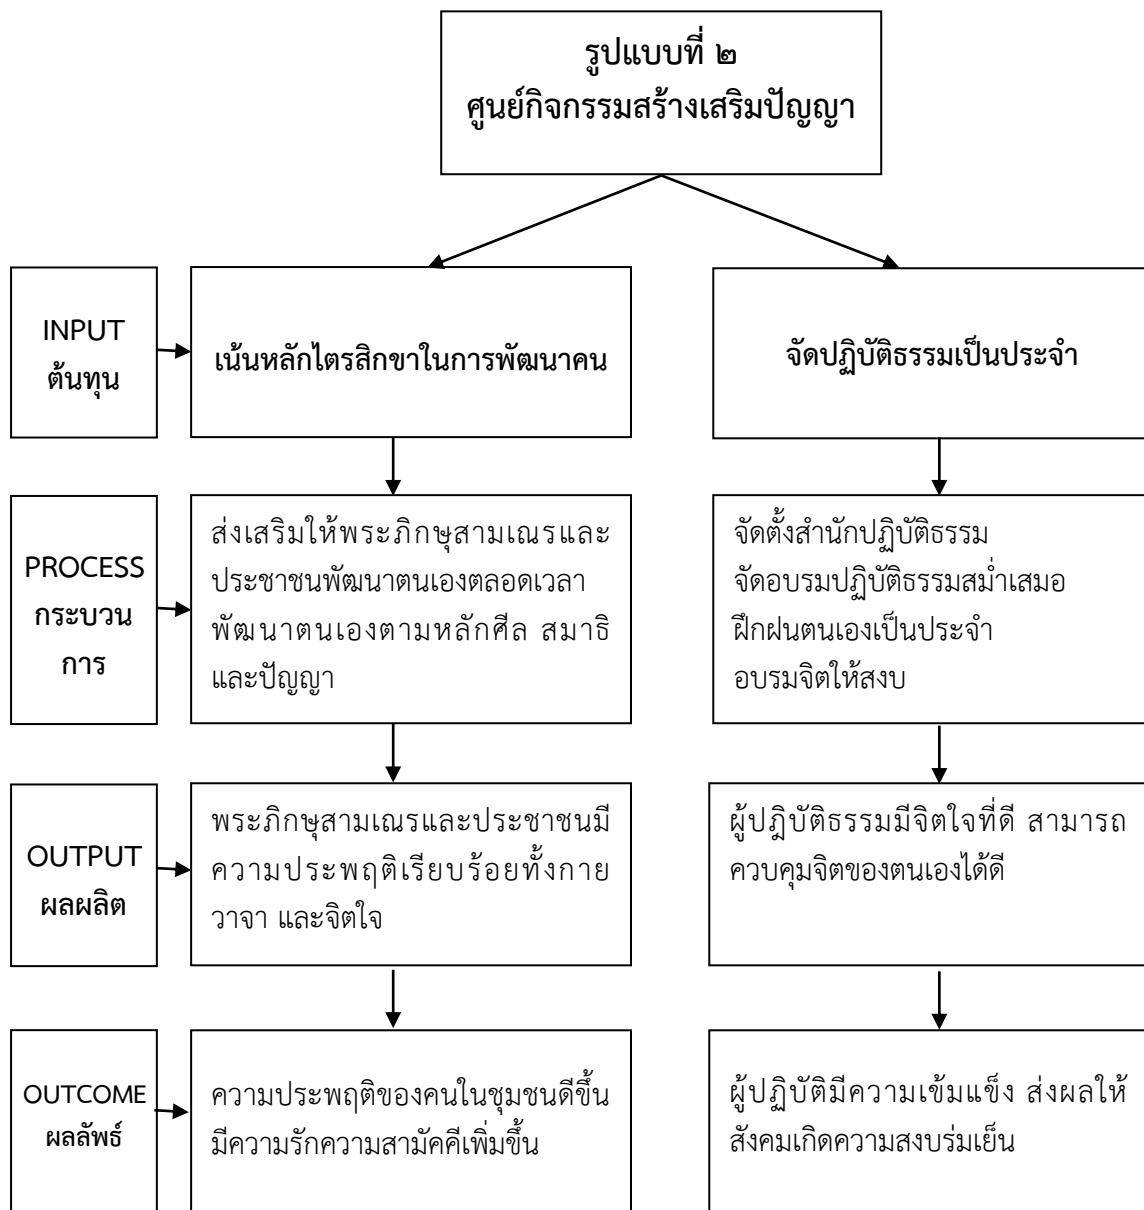 รูปแบบที่ ๒
ศูนย์กิจกรรมสร้างเสริมปัญญา
INPUT
ต้นทุน
เน้นหลักไตรสิกขาในการพัฒนาคน
จัดปฏิบัติธรรมเป็นประจำ
PROCESS
กระบวน
การ
ส่งเสริมให้พระภิกษุสามเณรและ
ประชาชนพัฒนาตนเองตลอดเวลา
พัฒนาตนเองตามหลักศีล สมาธิ
และปัญญา
จัดตั้งสำนักปฏิบัติธรรม
จัดอบรมปฏิบัติธรรมสม่ำเสมอ
ฝึกฝนตนเองเป็นประจำ
อบรมจิตให้สงบ
OUTPUT
ผลผลิต
พระภิกษุสามเณรและประชาชนมี
ความประพฤติเรียบร้อยทั้งกาย
วาจา และจิตใจ
ผู้ปฎิบัติธรรมมีจิตใจที่ดี สามารถ
ควบคุมจิตของตนเองได้ดี
OUTCOME
ผลลัพธ์
ความประพฤติของคนในชุมชนดีขึ้น
มีความรักความสามัคคีเพิ่มขึ้น
ผู้ปฏิบัติมีความเข้มแข็ง ส่งผลให้
สังคมเกิดความสงบร่มเย็น